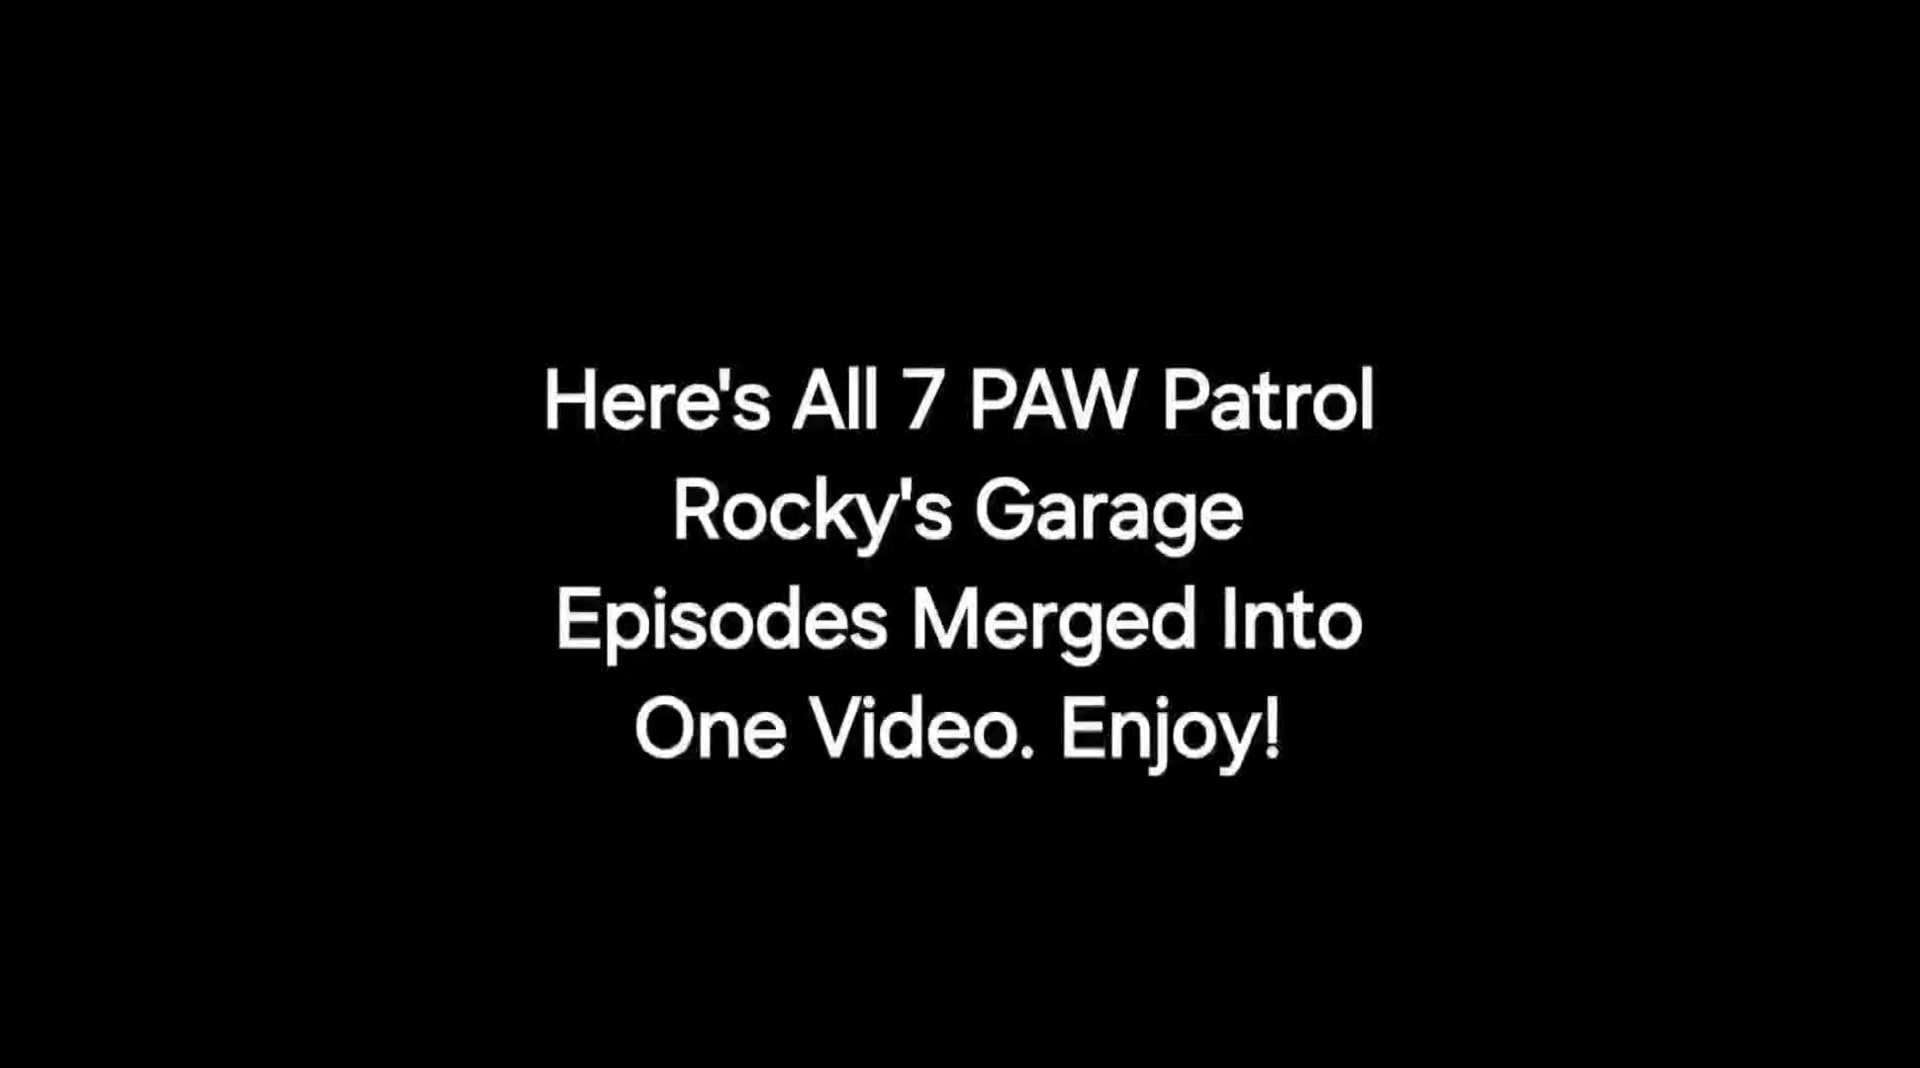 Here's All 7 PAW Patrol
Rocky's Garage
Episodes Merged Into
One Video. Enjoy!